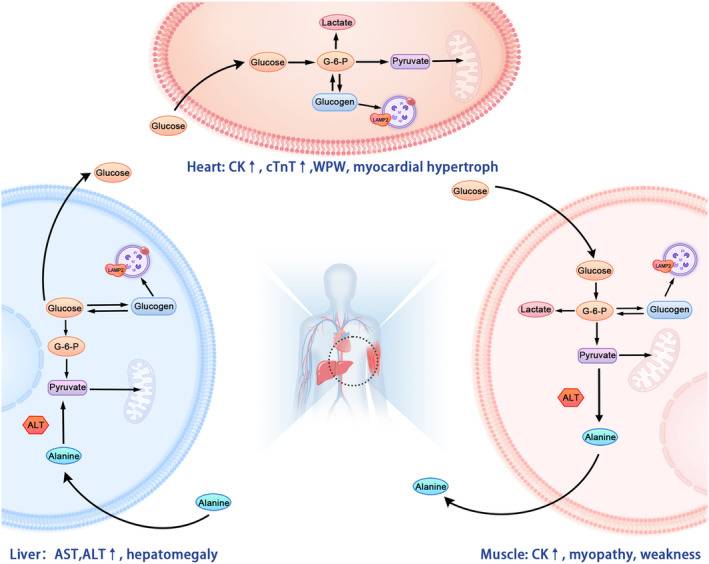 Lactate
Glucose
G-6-P
Pyruvate
Glucogen
LAMP2
Glucose
Heart: CK↑, cTnT↑,WPW, myocardial hypertroph
Glucose
LAMP2
Glucose
Glucogen
G-6-P
Pyruvate
ALT
Alanine
Alanine
Liver: AST,ALT↑, hepatomegaly
Glucose
Glucose
LAMP2
Lactate
G-6-P
Glucogen
Pyruvate
ALT
Alanine
Alanine
Muscle: CK↑, myopathy, weakness